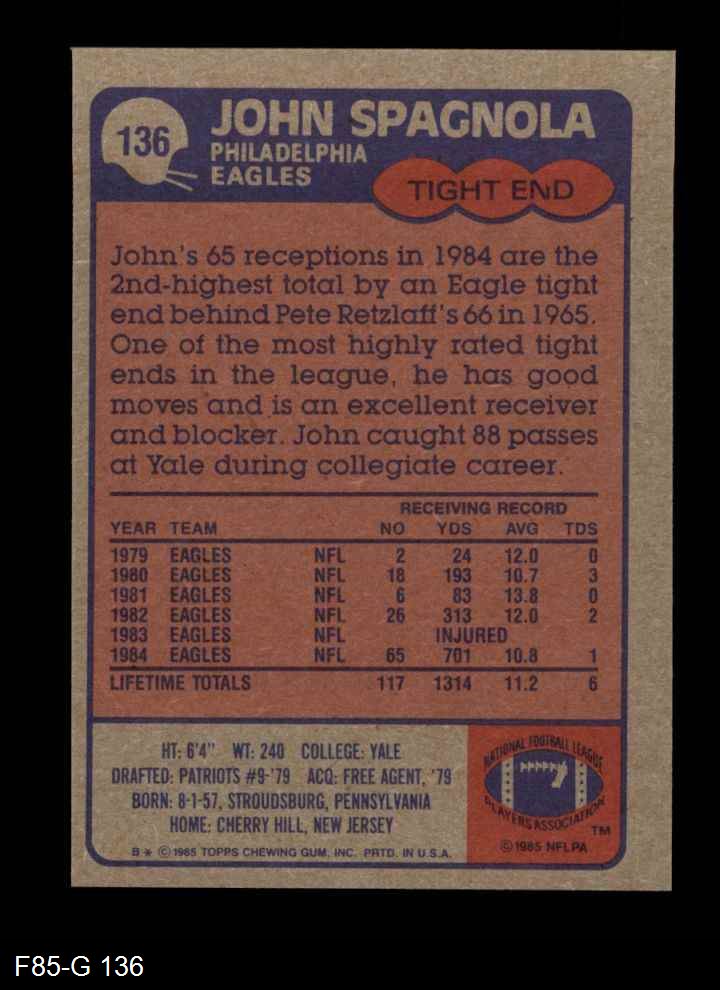 136
JOHN SPAGNOLA
PHILADELPHIA
EAGLES
TIGHT END
John's 65 receptions in 1984 are the
2nd-highest total by an Eagle tight
end behind Pete Retzlaff's 66 in 1965.
One of the most highly rated tight
ends in the league, he has good
moves and is an excellent receiver
and blocker. John caught 88 passes
at Yale during collegiate career.
RECEIVING RECORD
YEAR TEAM NO YDS AVG TDS
1979 EAGLES NFL 2 24 12.0 0
1980 EAGLES NFL 18 193 10.7 3
1981 EAGLES NFL 6 83 13.8 0
1982 EAGLES NFL 26 313 12.0 2
1983 EAGLES NFL INJURED
1984 EAGLES NFL 65 701 10.8 1
LIFETIME TOTALS 117 1314 11.2 6
HT: 6'4" WT: 240 COLLEGE: YALE
DRAFTED: PATRIOTS #9-'79 ACQ: FREE AGENT, '79
BORN: 8-1-57, STROUDSBURG, PENNSYLVANIA
HOME: CHERRY HILL, NEW JERSEY
B * © 1985 TOPPS CHEWING GUM, INC. PRTD. IN U.S.A.
NATIONAL FOOTBALL LEAGUE
PLAYERS ASSOCIATION
TM
© 1985 NFLPA
F85-G 136